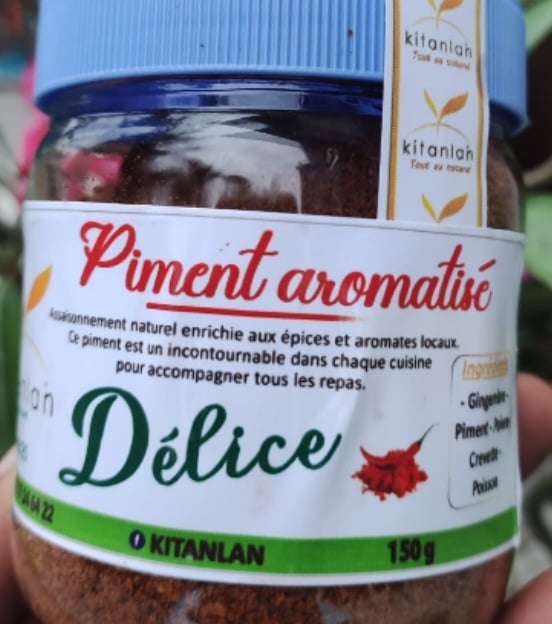 kitanlan
Tout au naturel
kitanlan
Tout au naturel
Piment aromatisé
Assaisonnement naturel enrichie aux épices et aromates locaux.
Ce piment est un incontournable dans chaque cuisine
pour accompagner tous les repas.
Délice
Ingrédients
- Gingembre-
Piment - Poivre
Crevette -
Poisson
64 22
KITANLAN
150g